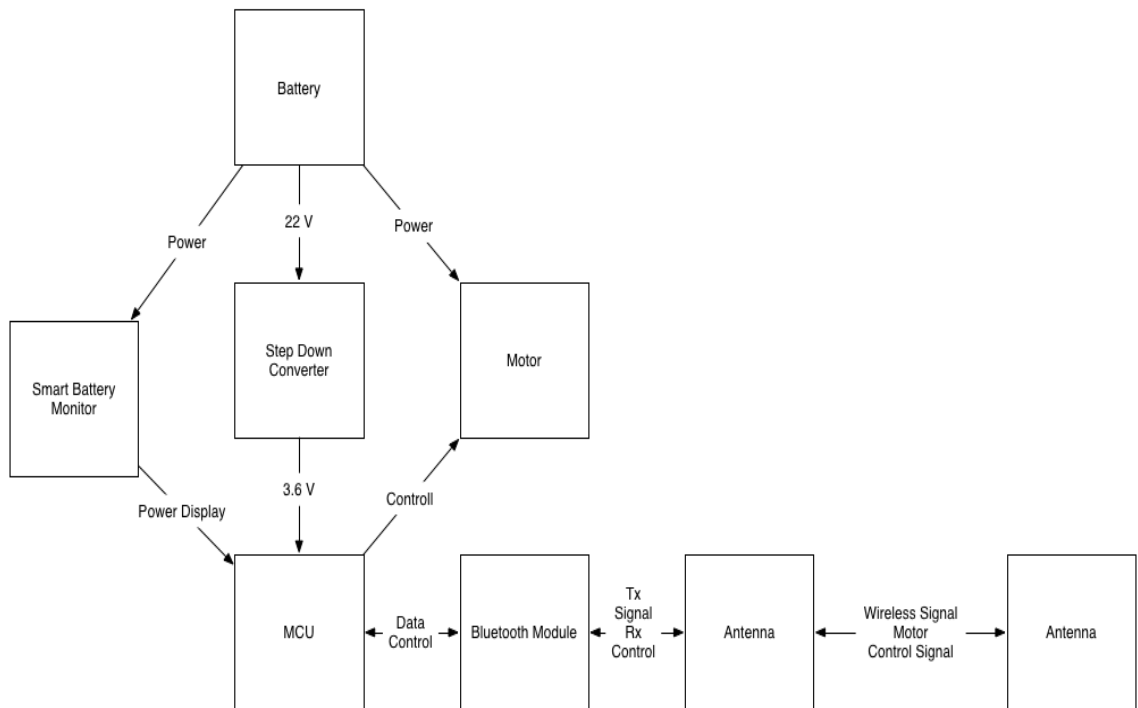 Battery
22 V
Power
Power
Step Down
Converter
Motor
Smart Battery
Monitor
3.6 V
Controll
Power Display
MCU
Data
Control
Bluetooth Module
Tx
Signal
Rx
Control
Antenna
Wireless Signal
Motor
Control Signal
Antenna